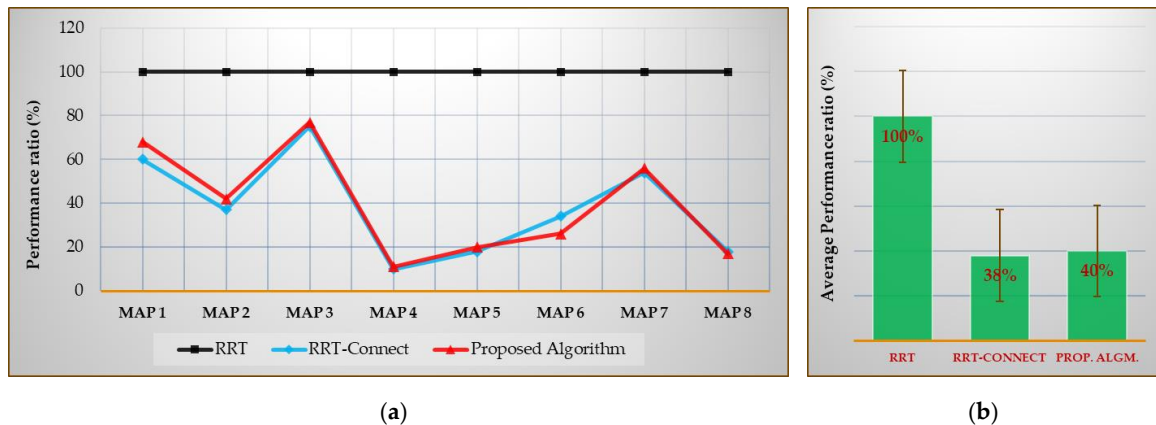 120
100
80
60
40
20
0
Performance ratio (%)
MAP 1 MAP 2 MAP 3 MAP 4 MAP 5 MAP 6 MAP 7 MAP 8
RRT RRT-Connect Proposed Algorithm
(a)
Average Performance ratio (%)
100%
38%
40%
RRT RRT-CONNECT PROP. ALGM.
(b)